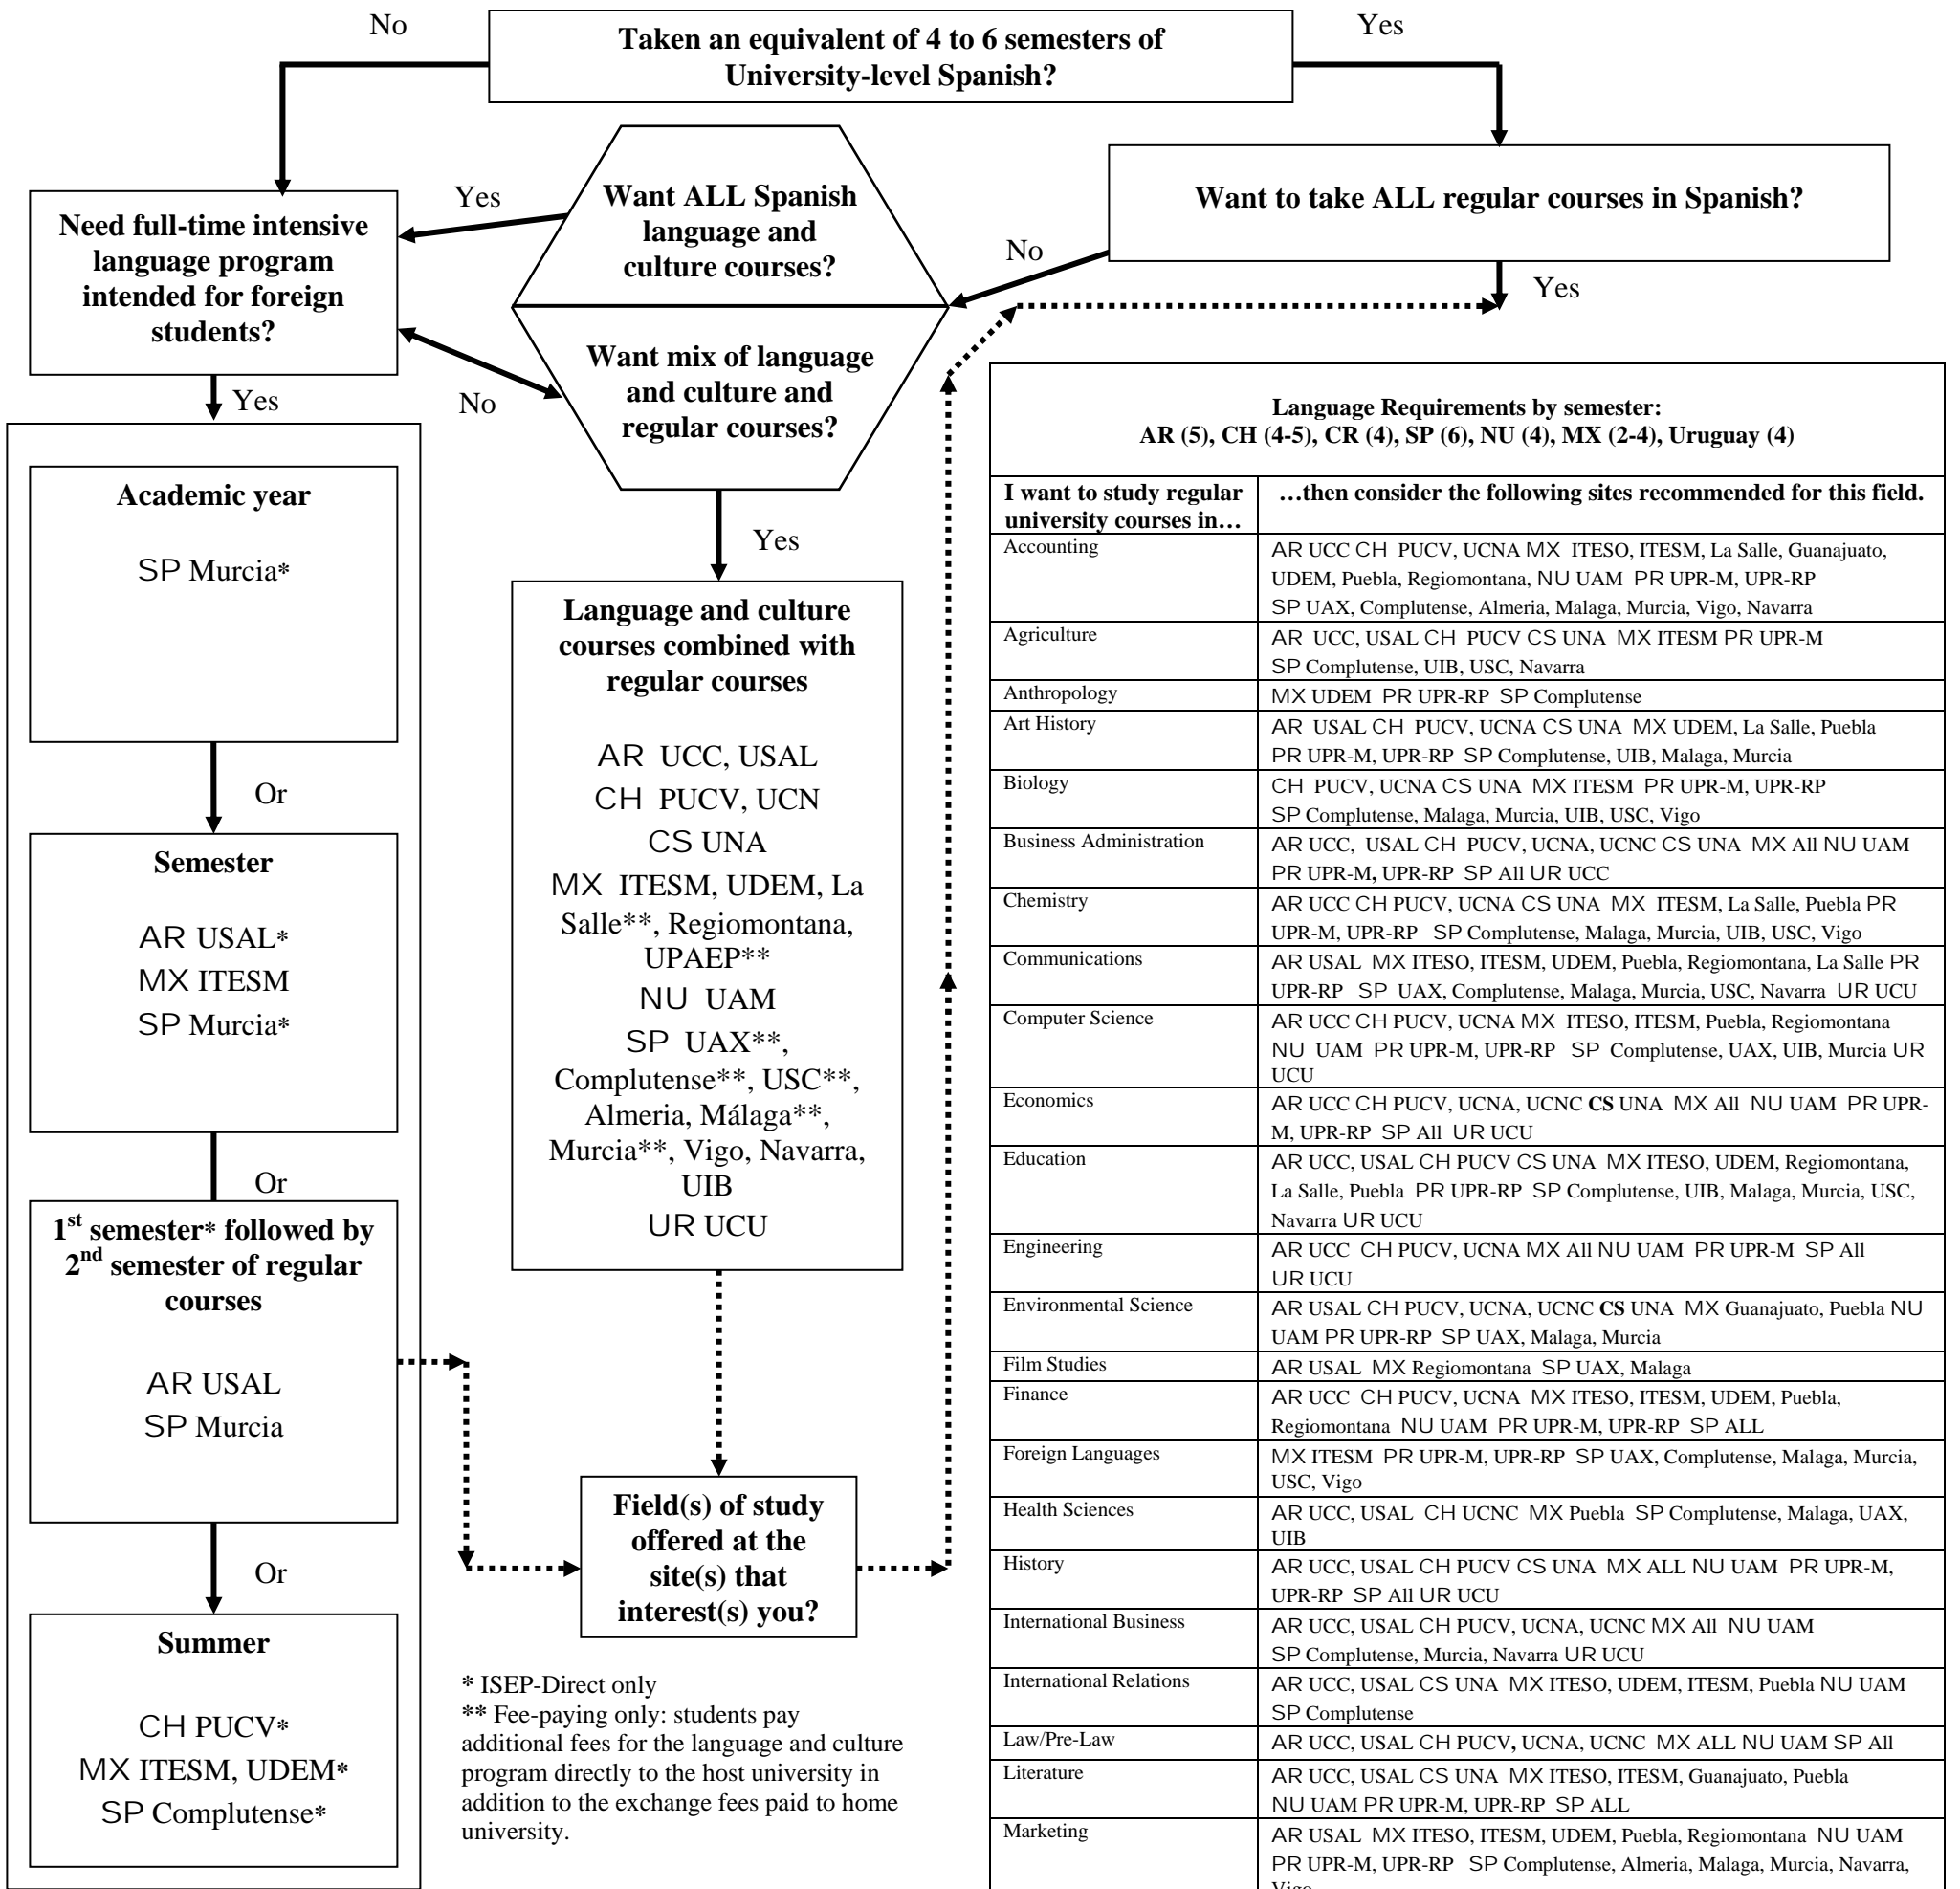 No
Taken an equivalent of 4 to 6 semesters of
University-level Spanish?
Yes
Need full-time intensive
language program
intended for foreign
students?
Yes
Want ALL Spanish
language and
culture courses?
Want mix of language
and culture and
regular courses?
No
Want to take ALL regular courses in Spanish?
No
Yes
Yes
Yes
Academic year
SP Murcia*
Or
Semester
AR USAL*
MX ITESM
SP Murcia*
Or
1st semester* followed by
2nd semester of regular
courses
AR USAL
SP Murcia
Or
Summer
CH PUCV*
MX ITESM, UDEM*
SP Complutense*
Language and culture
courses combined with
regular courses
AR UCC, USAL
CH PUCV, UCN
CS UNA
MX ITESM, UDEM, La
Salle**, Regiomontana,
UPAEP**
NU UAM
SP UAX**,
Complutense**, USC**,
Almeria, Málaga**,
Murcia**, Vigo, Navarra,
UIB
UR UCU
Field(s) of study
offered at the
site(s) that
interest(s) you?
* ISEP-Direct only
** Fee-paying only: students pay
additional fees for the language and culture
program directly to the host university in
addition to the exchange fees paid to home
university.
Language Requirements by semester:
AR (5), CH (4-5), CR (4), SP (6), NU (4), MX (2-4), Uruguay (4)
I want to study regular
university courses in…
…then consider the following sites recommended for this field.
Accounting
AR UCC CH PUCV, UCNA MX ITESO, ITESM, La Salle, Guanajuato,
UDEM, Puebla, Regiomontana, NU UAM PR UPR-M, UPR-RP
SP UAX, Complutense, Almeria, Malaga, Murcia, Vigo, Navarra
Agriculture
AR UCC, USAL CH PUCV CS UNA MX ITESM PR UPR-M
SP Complutense, UIB, USC, Navarra
Anthropology
MX UDEM PR UPR-RP SP Complutense
Art History
AR USAL CH PUCV, UCNA CS UNA MX UDEM, La Salle, Puebla
PR UPR-M, UPR-RP SP Complutense, UIB, Malaga, Murcia
Biology
CH PUCV, UCNA CS UNA MX ITESM PR UPR-M, UPR-RP
SP Complutense, Malaga, Murcia, UIB, USC, Vigo
Business Administration
AR UCC, USAL CH PUCV, UCNA, UCNC CS UNA MX All NU UAM
PR UPR-M, UPR-RP SP All UR UCC
Chemistry
AR UCC CH PUCV, UCNA CS UNA MX ITESM, La Salle, Puebla PR
UPR-M, UPR-RP SP Complutense, Malaga, Murcia, UIB, USC, Vigo
Communications
AR USAL MX ITESO, ITESM, UDEM, Puebla, Regiomontana, La Salle PR
UPR-RP SP UAX, Complutense, Malaga, Murcia, USC, Navarra UR UCU
Computer Science
AR UCC CH PUCV, UCNA MX ITESO, ITESM, Puebla, Regiomontana
NU UAM PR UPR-M, UPR-RP SP Complutense, UAX, UIB, Murcia UR
UCU
Economics
AR UCC CH PUCV, UCNA, UCNC CS UNA MX All NU UAM PR UPR-
M, UPR-RP SP All UR UCU
Education
AR UCC, USAL CH PUCV CS UNA MX ITESO, UDEM, Regiomontana,
La Salle, Puebla PR UPR-RP SP Complutense, UIB, Malaga, Murcia, USC,
Navarra UR UCU
Engineering
AR UCC CH PUCV, UCNA MX All NU UAM PR UPR-M SP All
UR UCU
Environmental Science
AR USAL CH PUCV, UCNA, UCNC CS UNA MX Guanajuato, Puebla NU
UAM PR UPR-RP SP UAX, Malaga, Murcia
Film Studies
AR USAL MX Regiomontana SP UAX, Malaga
Finance
AR UCC CH PUCV, UCNA MX ITESO, ITESM, UDEM, Puebla,
Regiomontana NU UAM PR UPR-M, UPR-RP SP ALL
Foreign Languages
MX ITESM PR UPR-M, UPR-RP SP UAX, Complutense, Malaga, Murcia,
USC, Vigo
Health Sciences
AR UCC, USAL CH UCNC MX Puebla SP Complutense, Malaga, UAX,
UIB
History
AR UCC, USAL CH PUCV CS UNA MX ALL NU UAM PR UPR-M,
UPR-RP SP All UR UCU
International Business
AR UCC, USAL CH PUCV, UCNA, UCNC MX All NU UAM
SP Complutense, Murcia, Navarra UR UCU
International Relations
AR UCC, USAL CS UNA MX ITESO, UDEM, ITESM, Puebla NU UAM
SP Complutense
Law/Pre-Law
AR UCC, USAL CH PUCV, UCNA, UCNC MX ALL NU UAM SP All
Literature
AR UCC, USAL CS UNA MX ITESO, ITESM, Guanajuato, Puebla
NU UAM PR UPR-M, UPR-RP SP ALL
Marketing
AR USAL MX ITESO, ITESM, UDEM, Puebla, Regiomontana NU UAM
PR UPR-M, UPR-RP SP Complutense, Almeria, Malaga, Murcia, Navarra,
Vigo